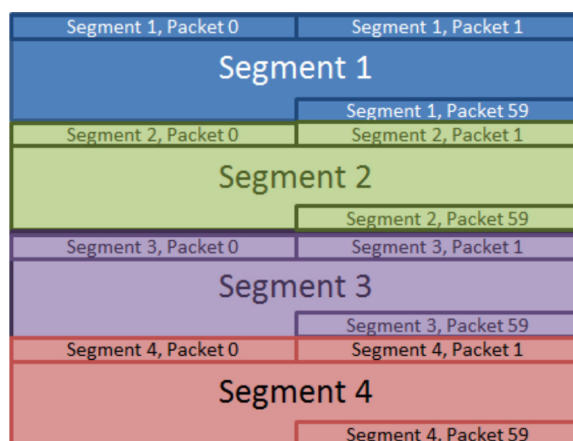 Segment 1, Packet 0 Segment 1, Packet 1
Segment 1
Segment 1, Packet 59
Segment 2, Packet 0 Segment 2, Packet 1
Segment 2
Segment 2, Packet 59
Segment 3, Packet 0 Segment 3, Packet 1
Segment 3
Segment 3, Packet 59
Segment 4, Packet 0 Segment 4, Packet 1
Segment 4
Segment 4, Packet 59